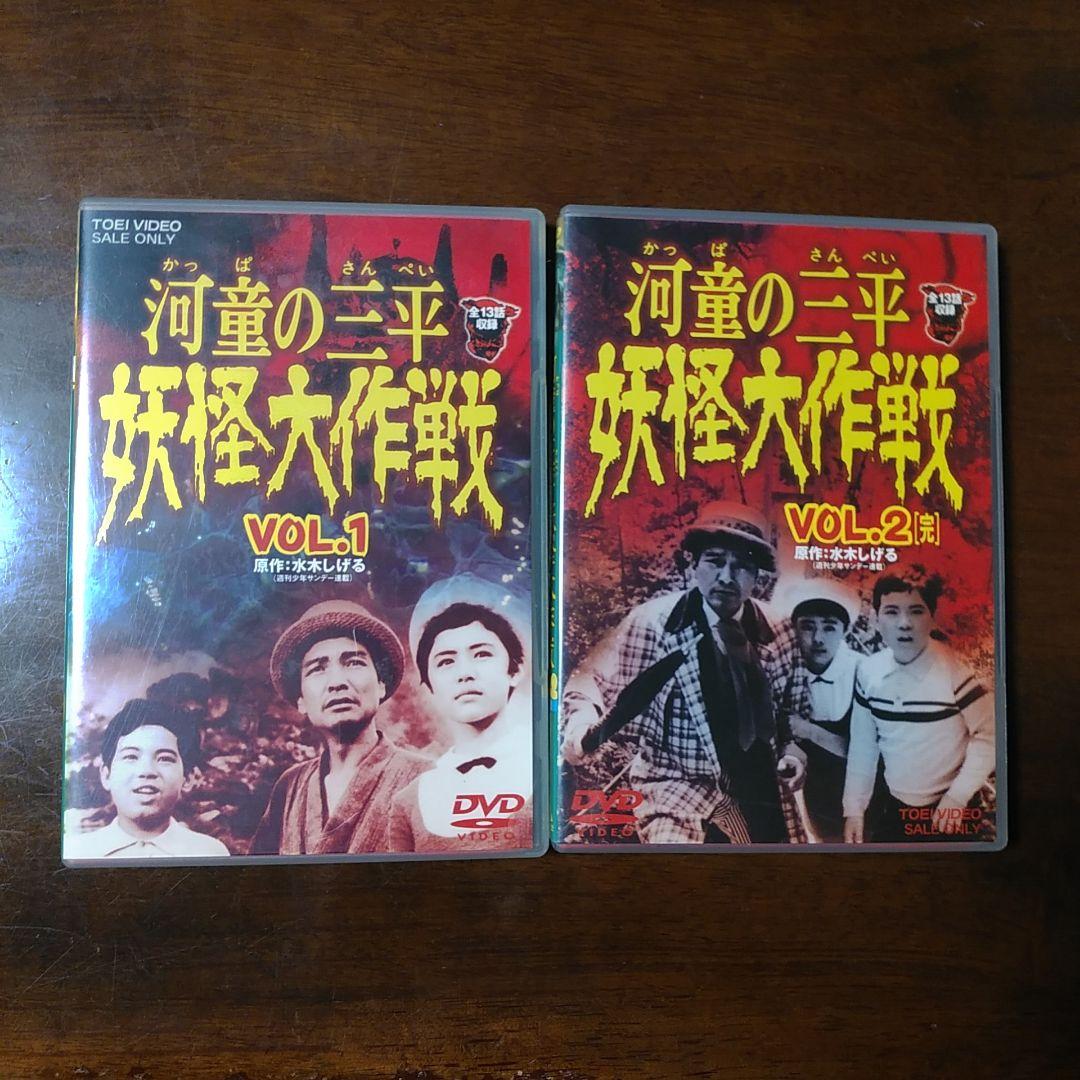 TOEI VIDEO
SALE ONLY
かっぱ さんぺい
河童の三平
全13話
収録
妖怪大作戦
VOL.1
原作:水木しげる
(週刊少年サンデー連載)
DVD
VIDEO
かっぱ さんぺい
河童の三平
全13話
収録
妖怪大作戦
VOL.2[完]
原作:水木しげる
(週刊少年サンデー連載)
DVD
VIDEO
TOEI VIDEO
SALE ONLY